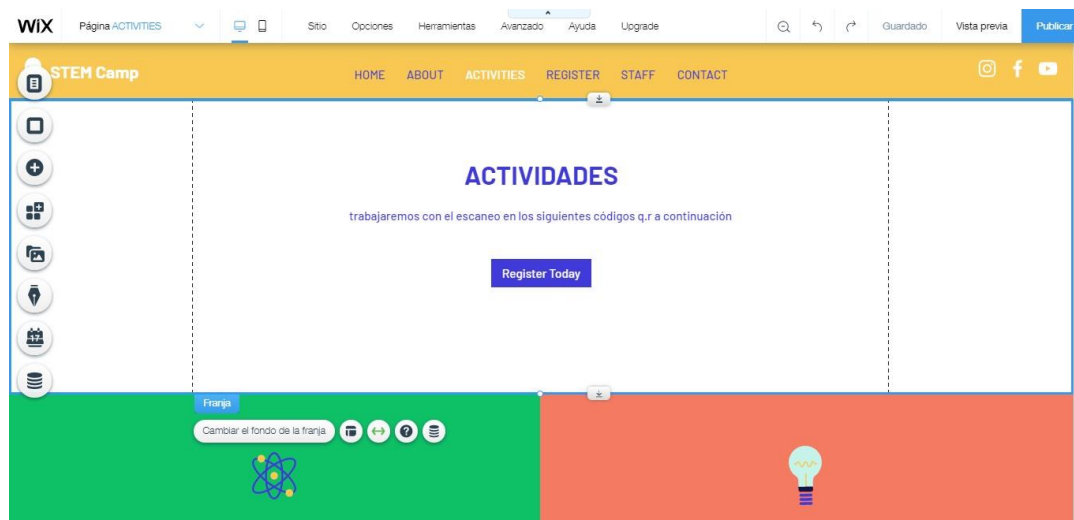 WiX Página ACTIVITIES Sitio Opciones Herramientas Avanzado Ayuda Upgrade Guardado Vista previa Publicar
STEM Camp HOME ABOUT ACTIVITIES REGISTER STAFF CONTACT
ACTIVIDADES
trabajaremos con el escaneo en los siguientes códigos q.r a continuación
Register Today
17
Franja
Cambiar el fondo de la franja